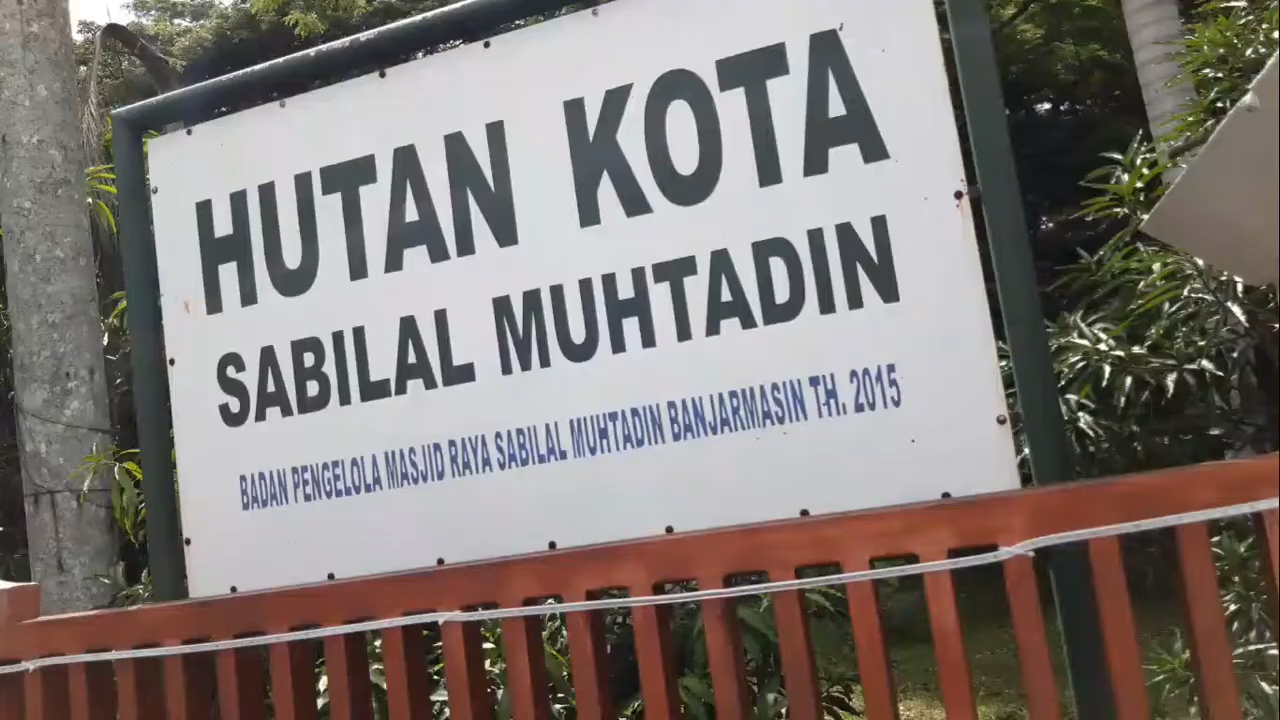 HUTAN KOTA
SABILAL MUHTADIN
BADAN PENGELOLA MASJID RAYA SABILAL MUHTADIN BANJARMASIN TH. 2015